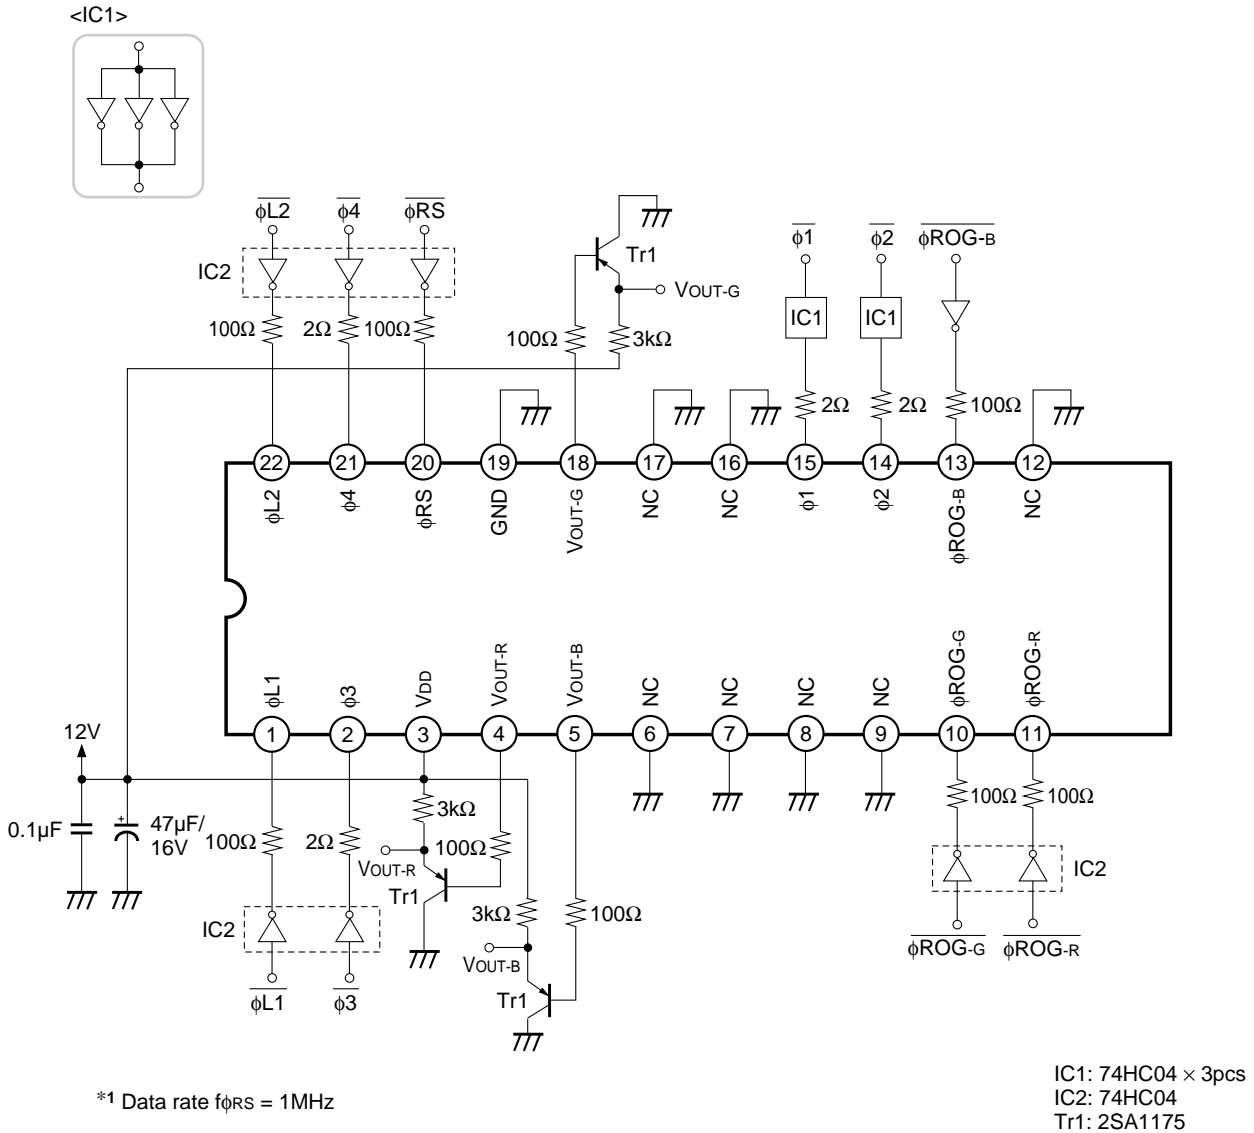 <IC1>
φL2 φ4 φRS
IC2
Tr1
VOUT-G
φ1 φ2 φROG-B
IC1 IC1
100Ω 2Ω 100Ω
100Ω 3kΩ
2Ω 2Ω 100Ω
22 21 20 19 18 17 16 15 14 13 12
φL2 φ4 φRS GND VOUT-G NC NC φ1 φ2 φROG-B NC
φL1 φ3 VDD VOUT-R VOUT-B NC NC NC NC φROG-G φROG-R
1 2 3 4 5 6 7 8 9 10 11
12V
0.1μF
+
47μF/
16V
100Ω 2Ω
3kΩ
100Ω
VOUT-R
Tr1
100Ω 100Ω
IC2
IC2
3kΩ 100Ω
VOUT-B
Tr1
φL1 φ3
φROG-G φROG-R
*1 Data rate fφRS = 1MHz
IC1: 74HC04 × 3pcs
IC2: 74HC04
Tr1: 2SA1175